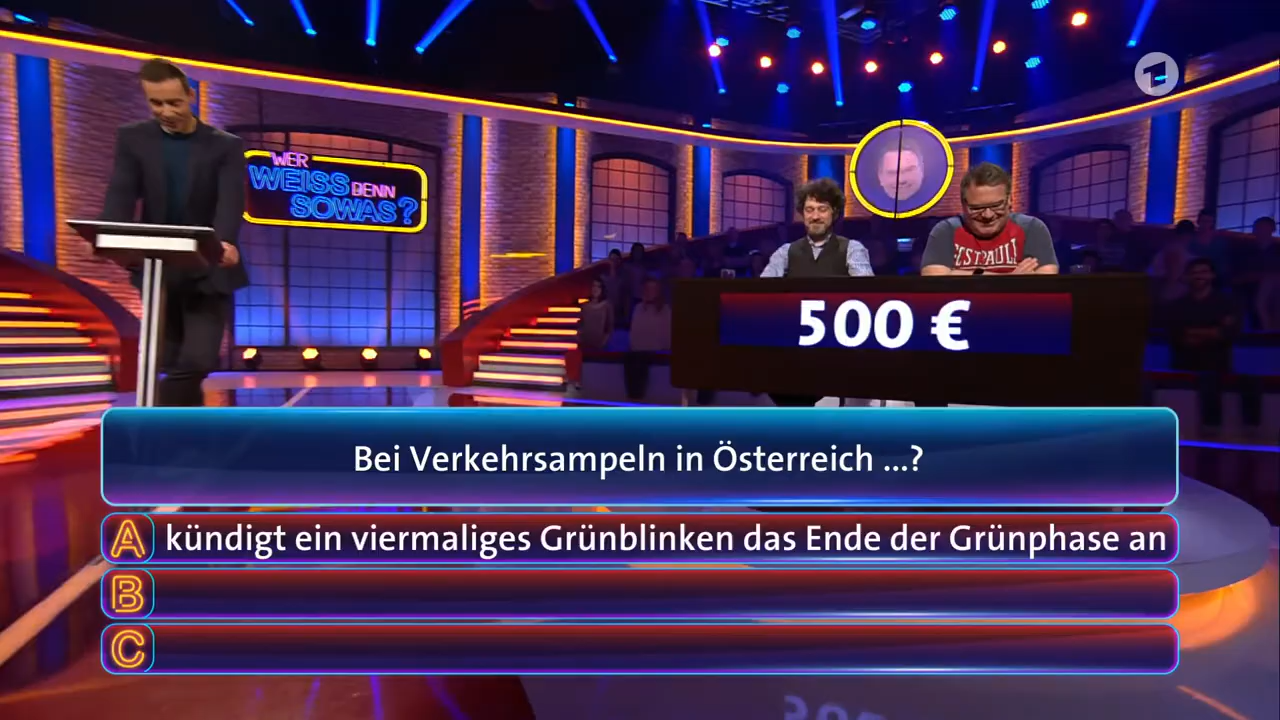 WER
WEISS DENN
SOWAS?
ST.PAULI
500 €
Bei Verkehrsampeln in Österreich ...?
A kündigt ein viermaliges Grünblinken das Ende der Grünphase an
B
C